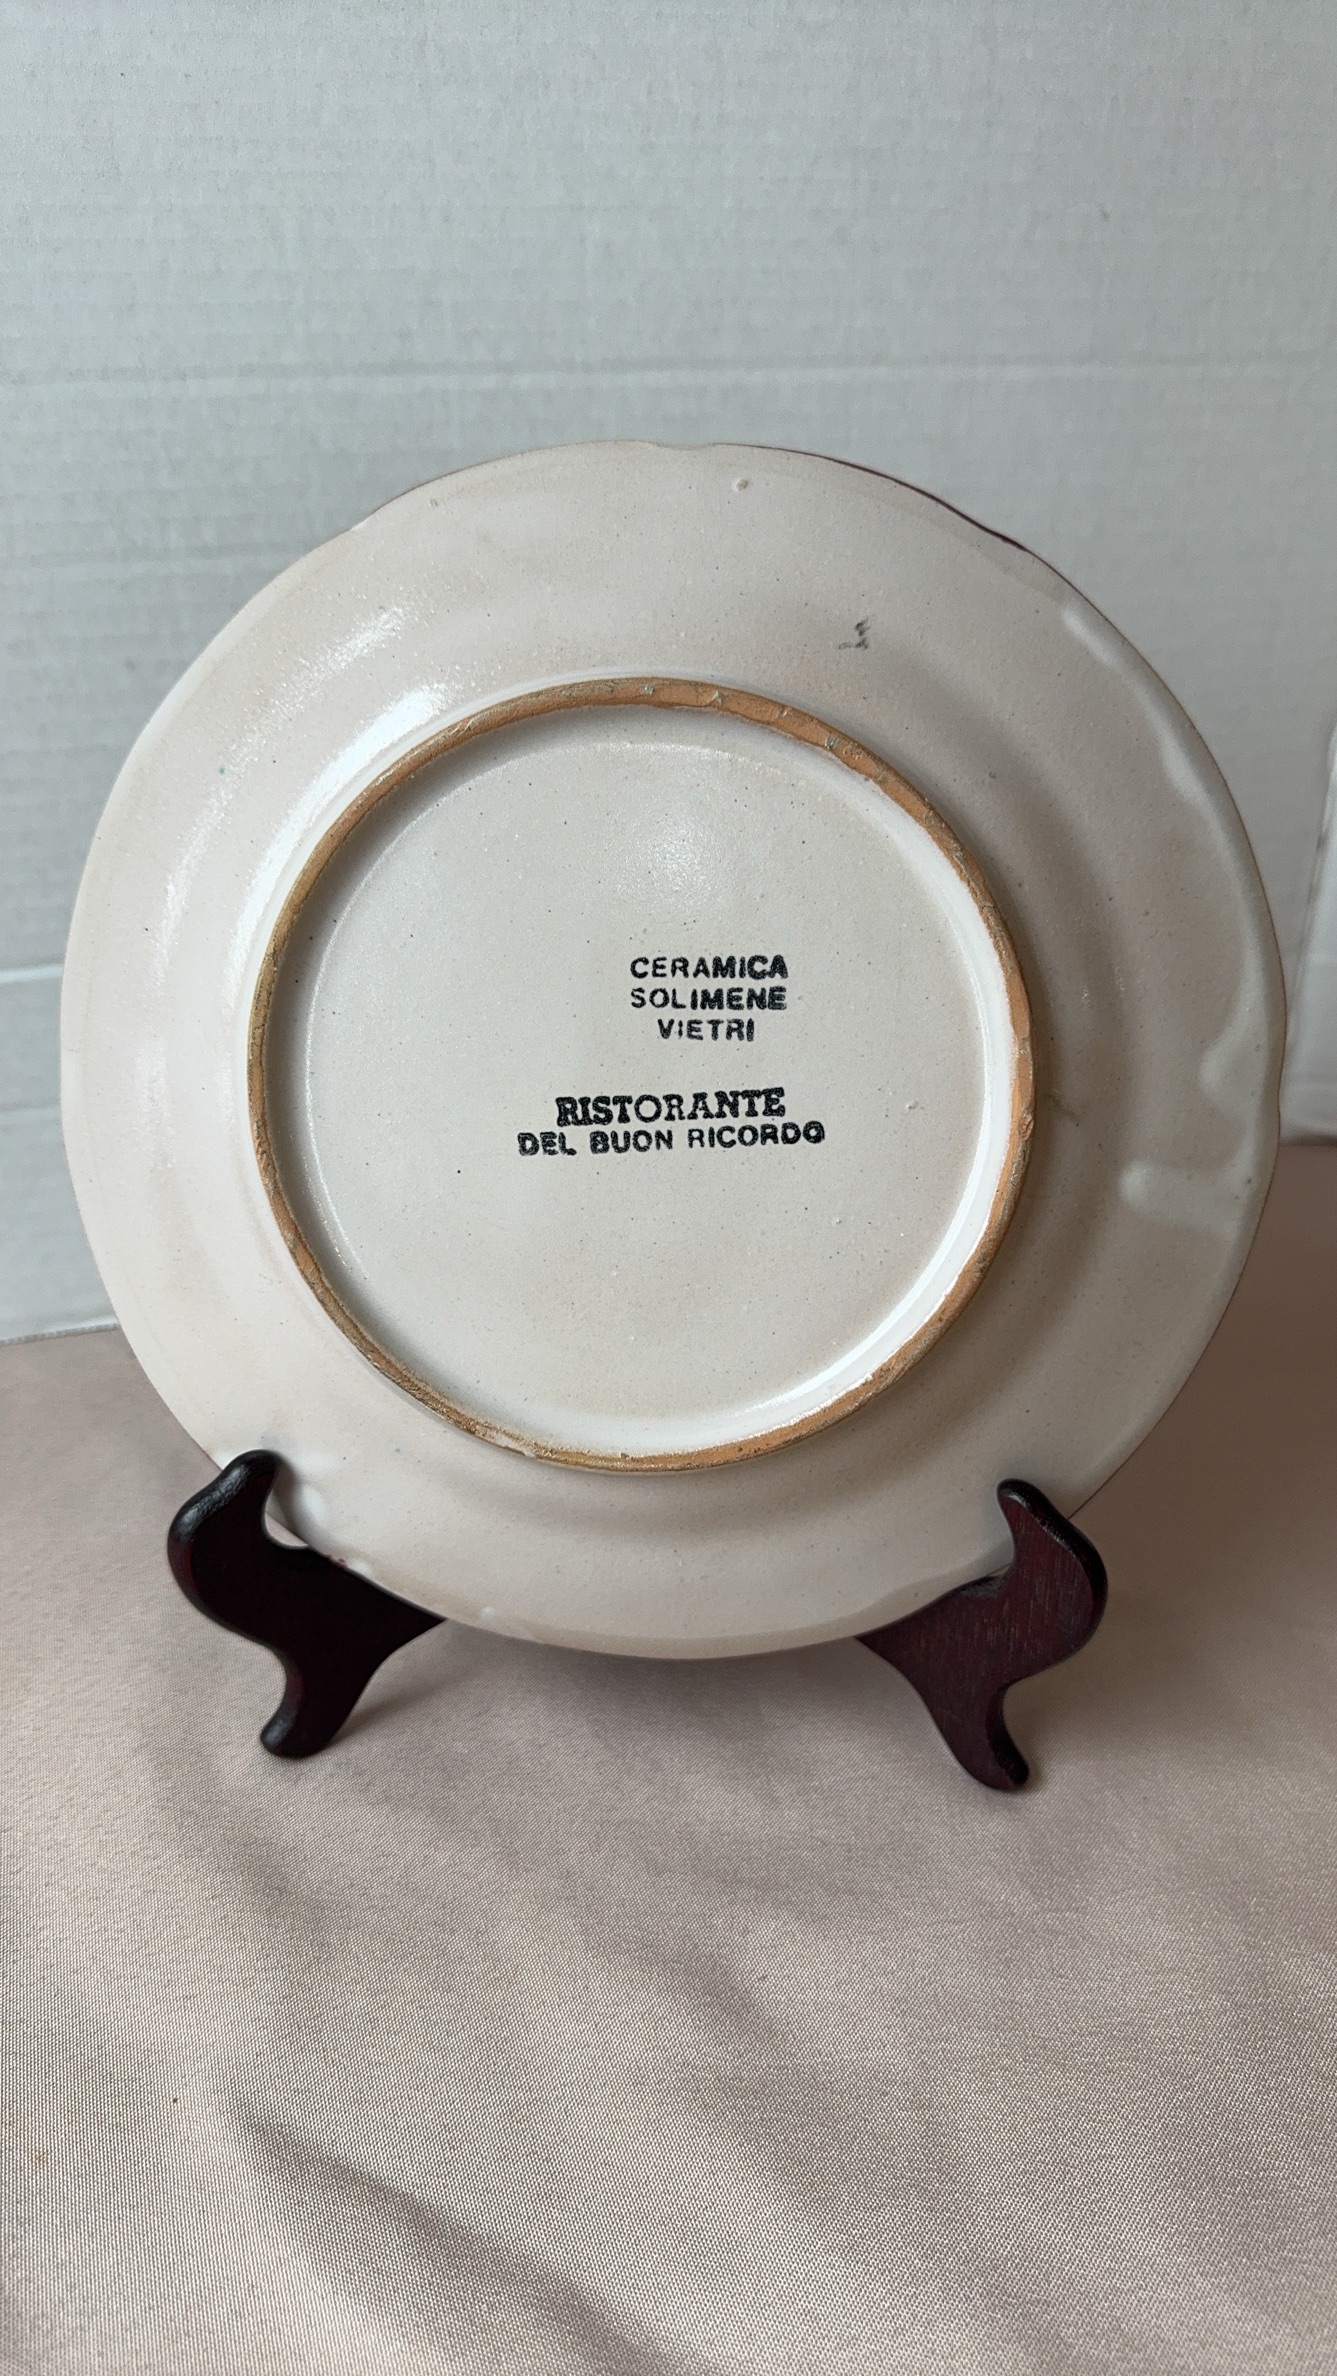 CERAMICA
SOLIMENE
VIETRI
RISTORANTE
DEL BUON RICORDO